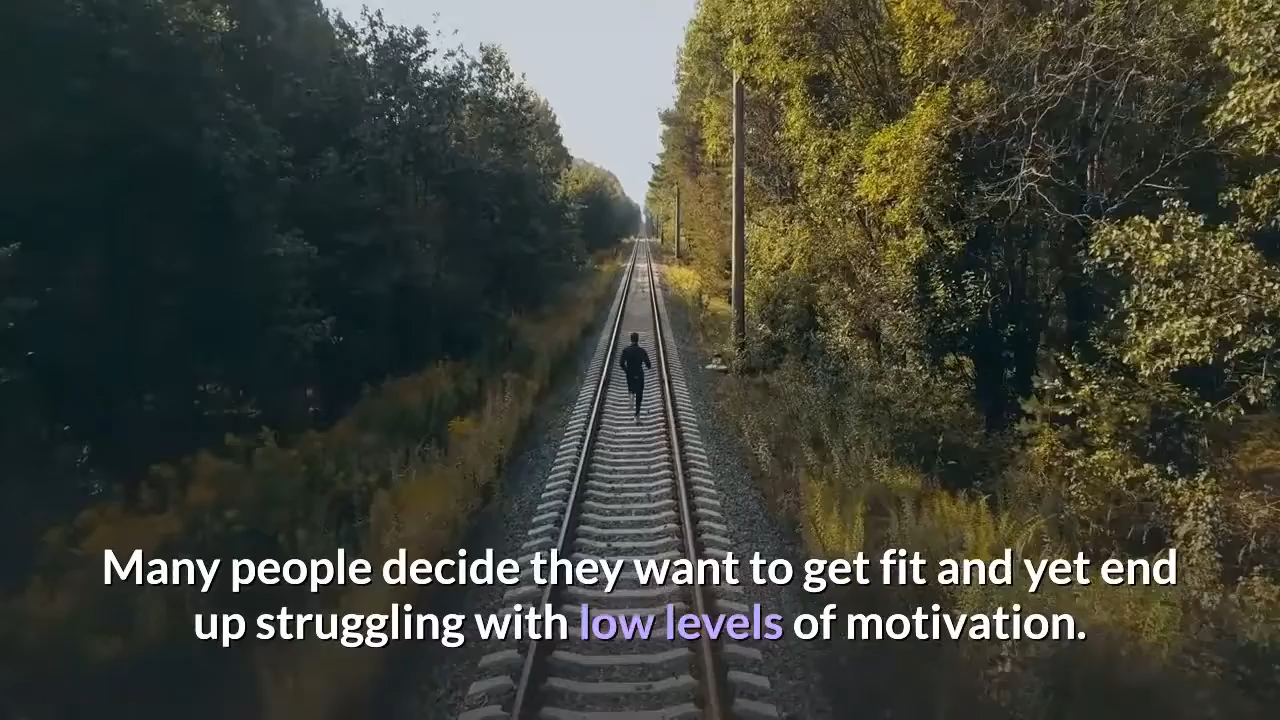 Many people decide they want to get fit and yet end
up struggling with low levels of motivation.